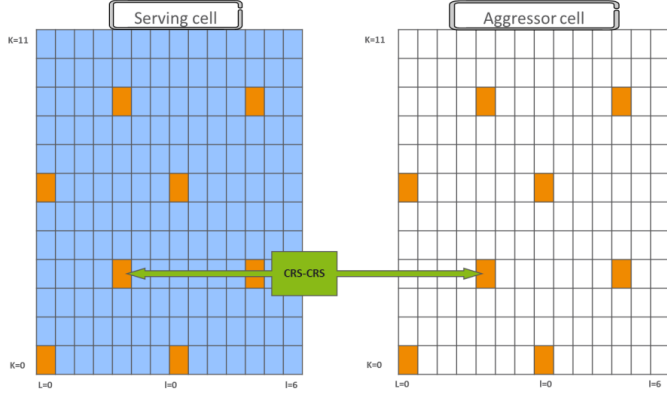 Serving cell
Aggressor cell
K=11
K=11
CRS-CRS
K=0
K=0
L=0
l=0
l=6
L=0
l=0
l=6